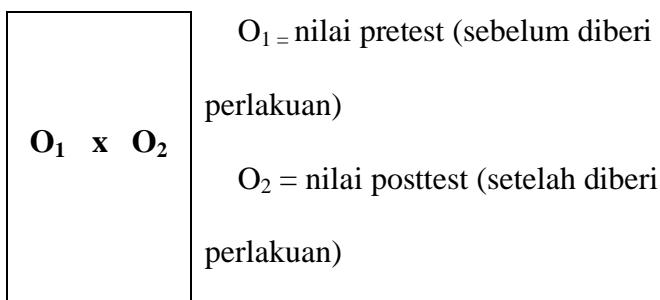 O₁ = nilai pretest (sebelum diberi
perlakuan)
O₁ x O₂
O₂ = nilai posttest (setelah diberi
perlakuan)